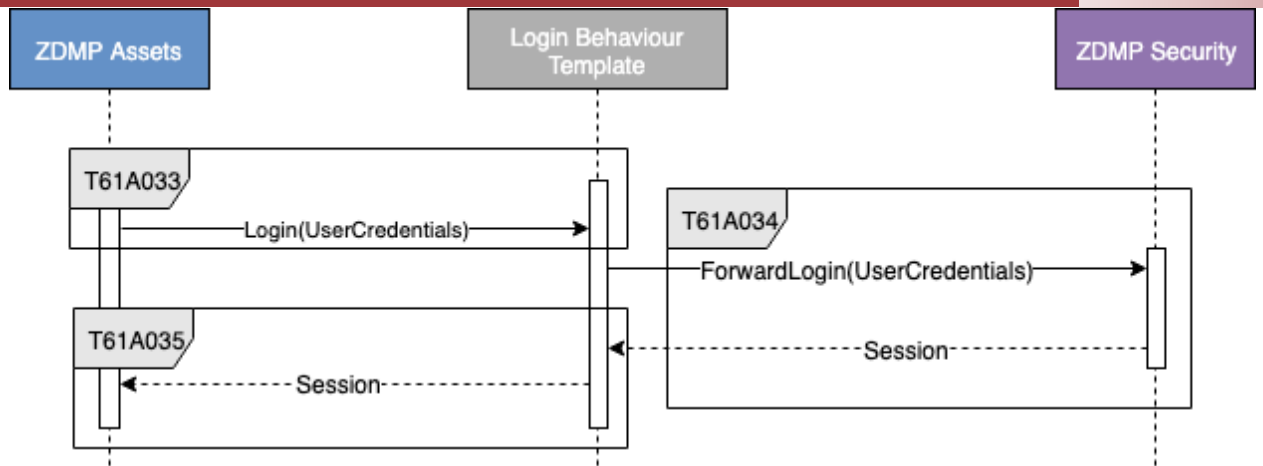 ZDMP Assets
Login Behaviour
Template
ZDMP Security
T61A033
Login(UserCredentials)
T61A034
ForwardLogin(UserCredentials)
T61A035
Session
Session